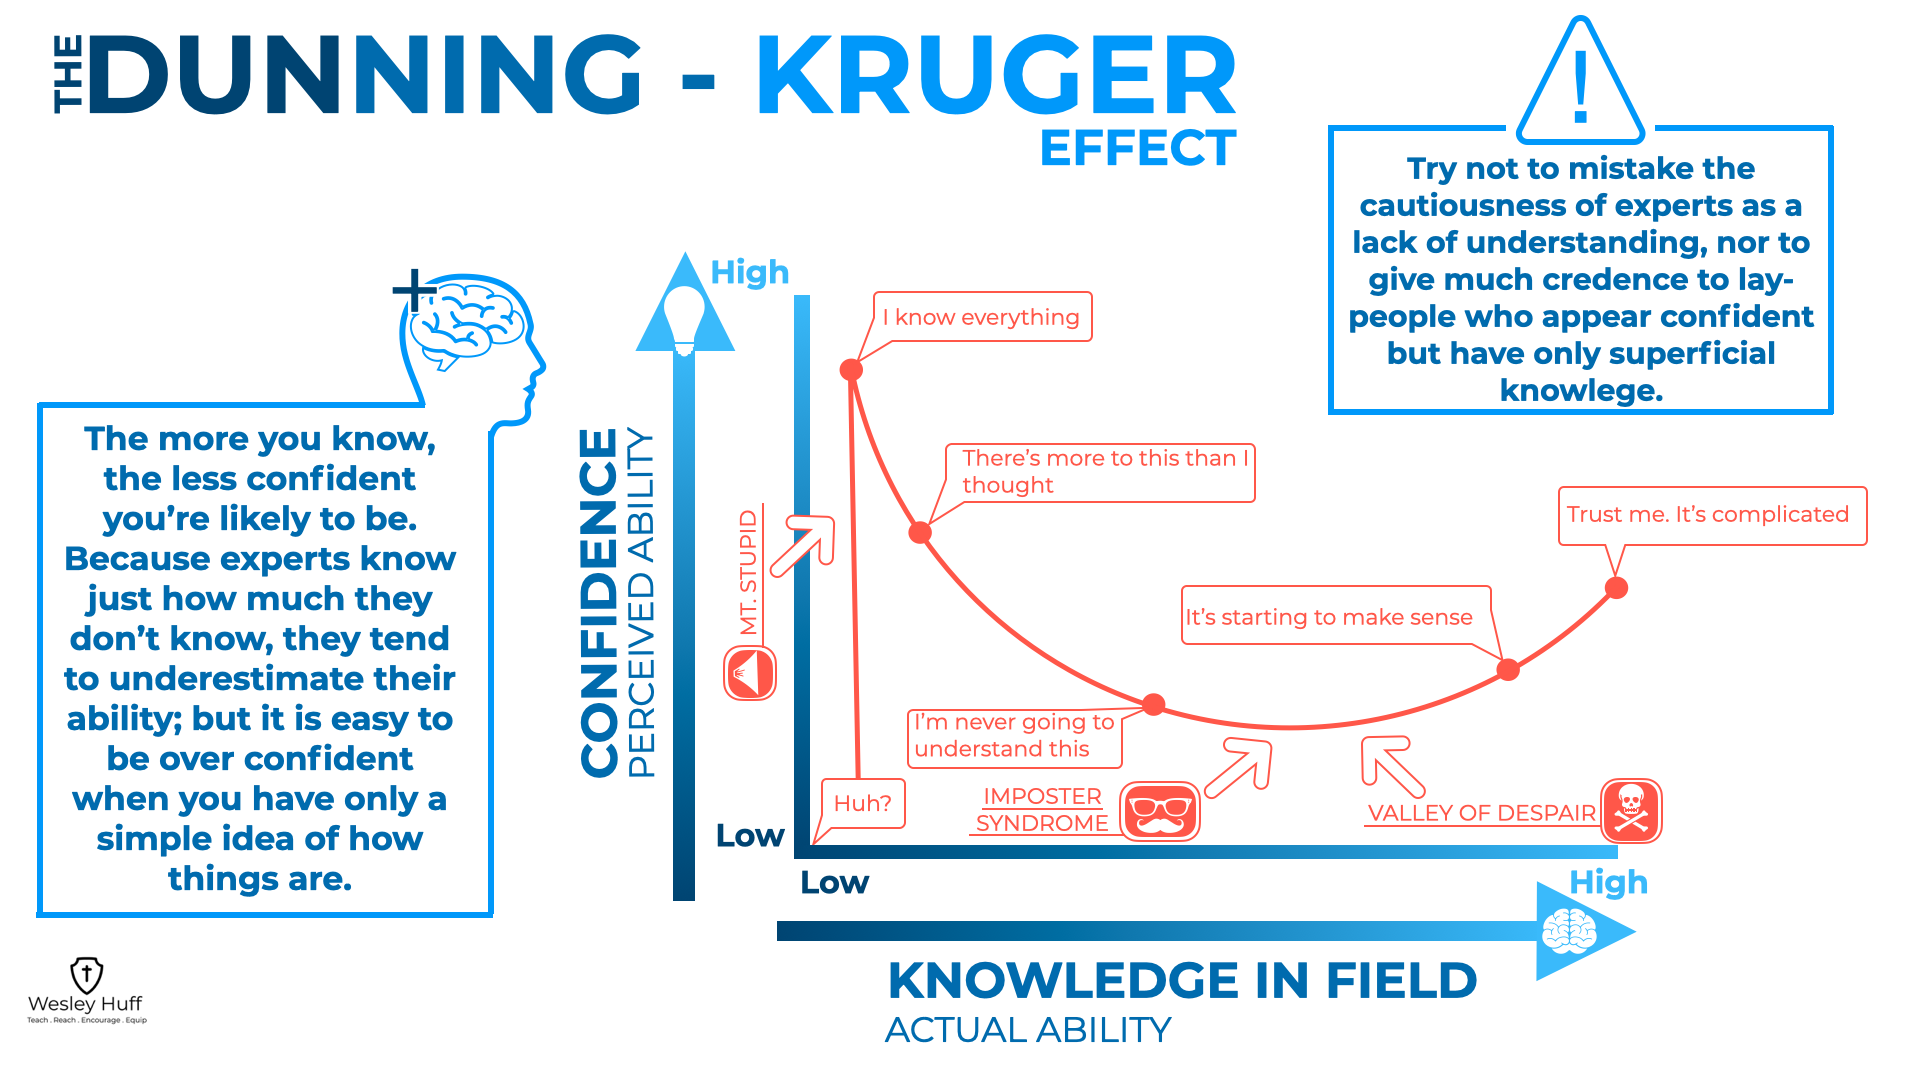 THE DUNNING - KRUGER
EFFECT
!
Try not to mistake the
cautiousness of experts as a
lack of understanding, nor to
give much credence to lay-
people who appear confident
but have only superficial
knowlege.
The more you know,
the less confident
you're likely to be.
Because experts know
just how much they
don't know, they tend
to underestimate their
ability; but it is easy to
be over confident
when you have only a
simple idea of how
things are.
CONFIDENCE
PERCEIVED ABILITY
High
I know everything
There's more to this than I
thought
MT. STUPID
Trust me. It's complicated
It's starting to make sense
I'm never going to
understand this
Huh?
IMPOSTER
SYNDROME
VALLEY OF DESPAIR
Low
Low
High
KNOWLEDGE IN FIELD
ACTUAL ABILITY
Wesley Huff
Teach . Reach . Encourage . Equip